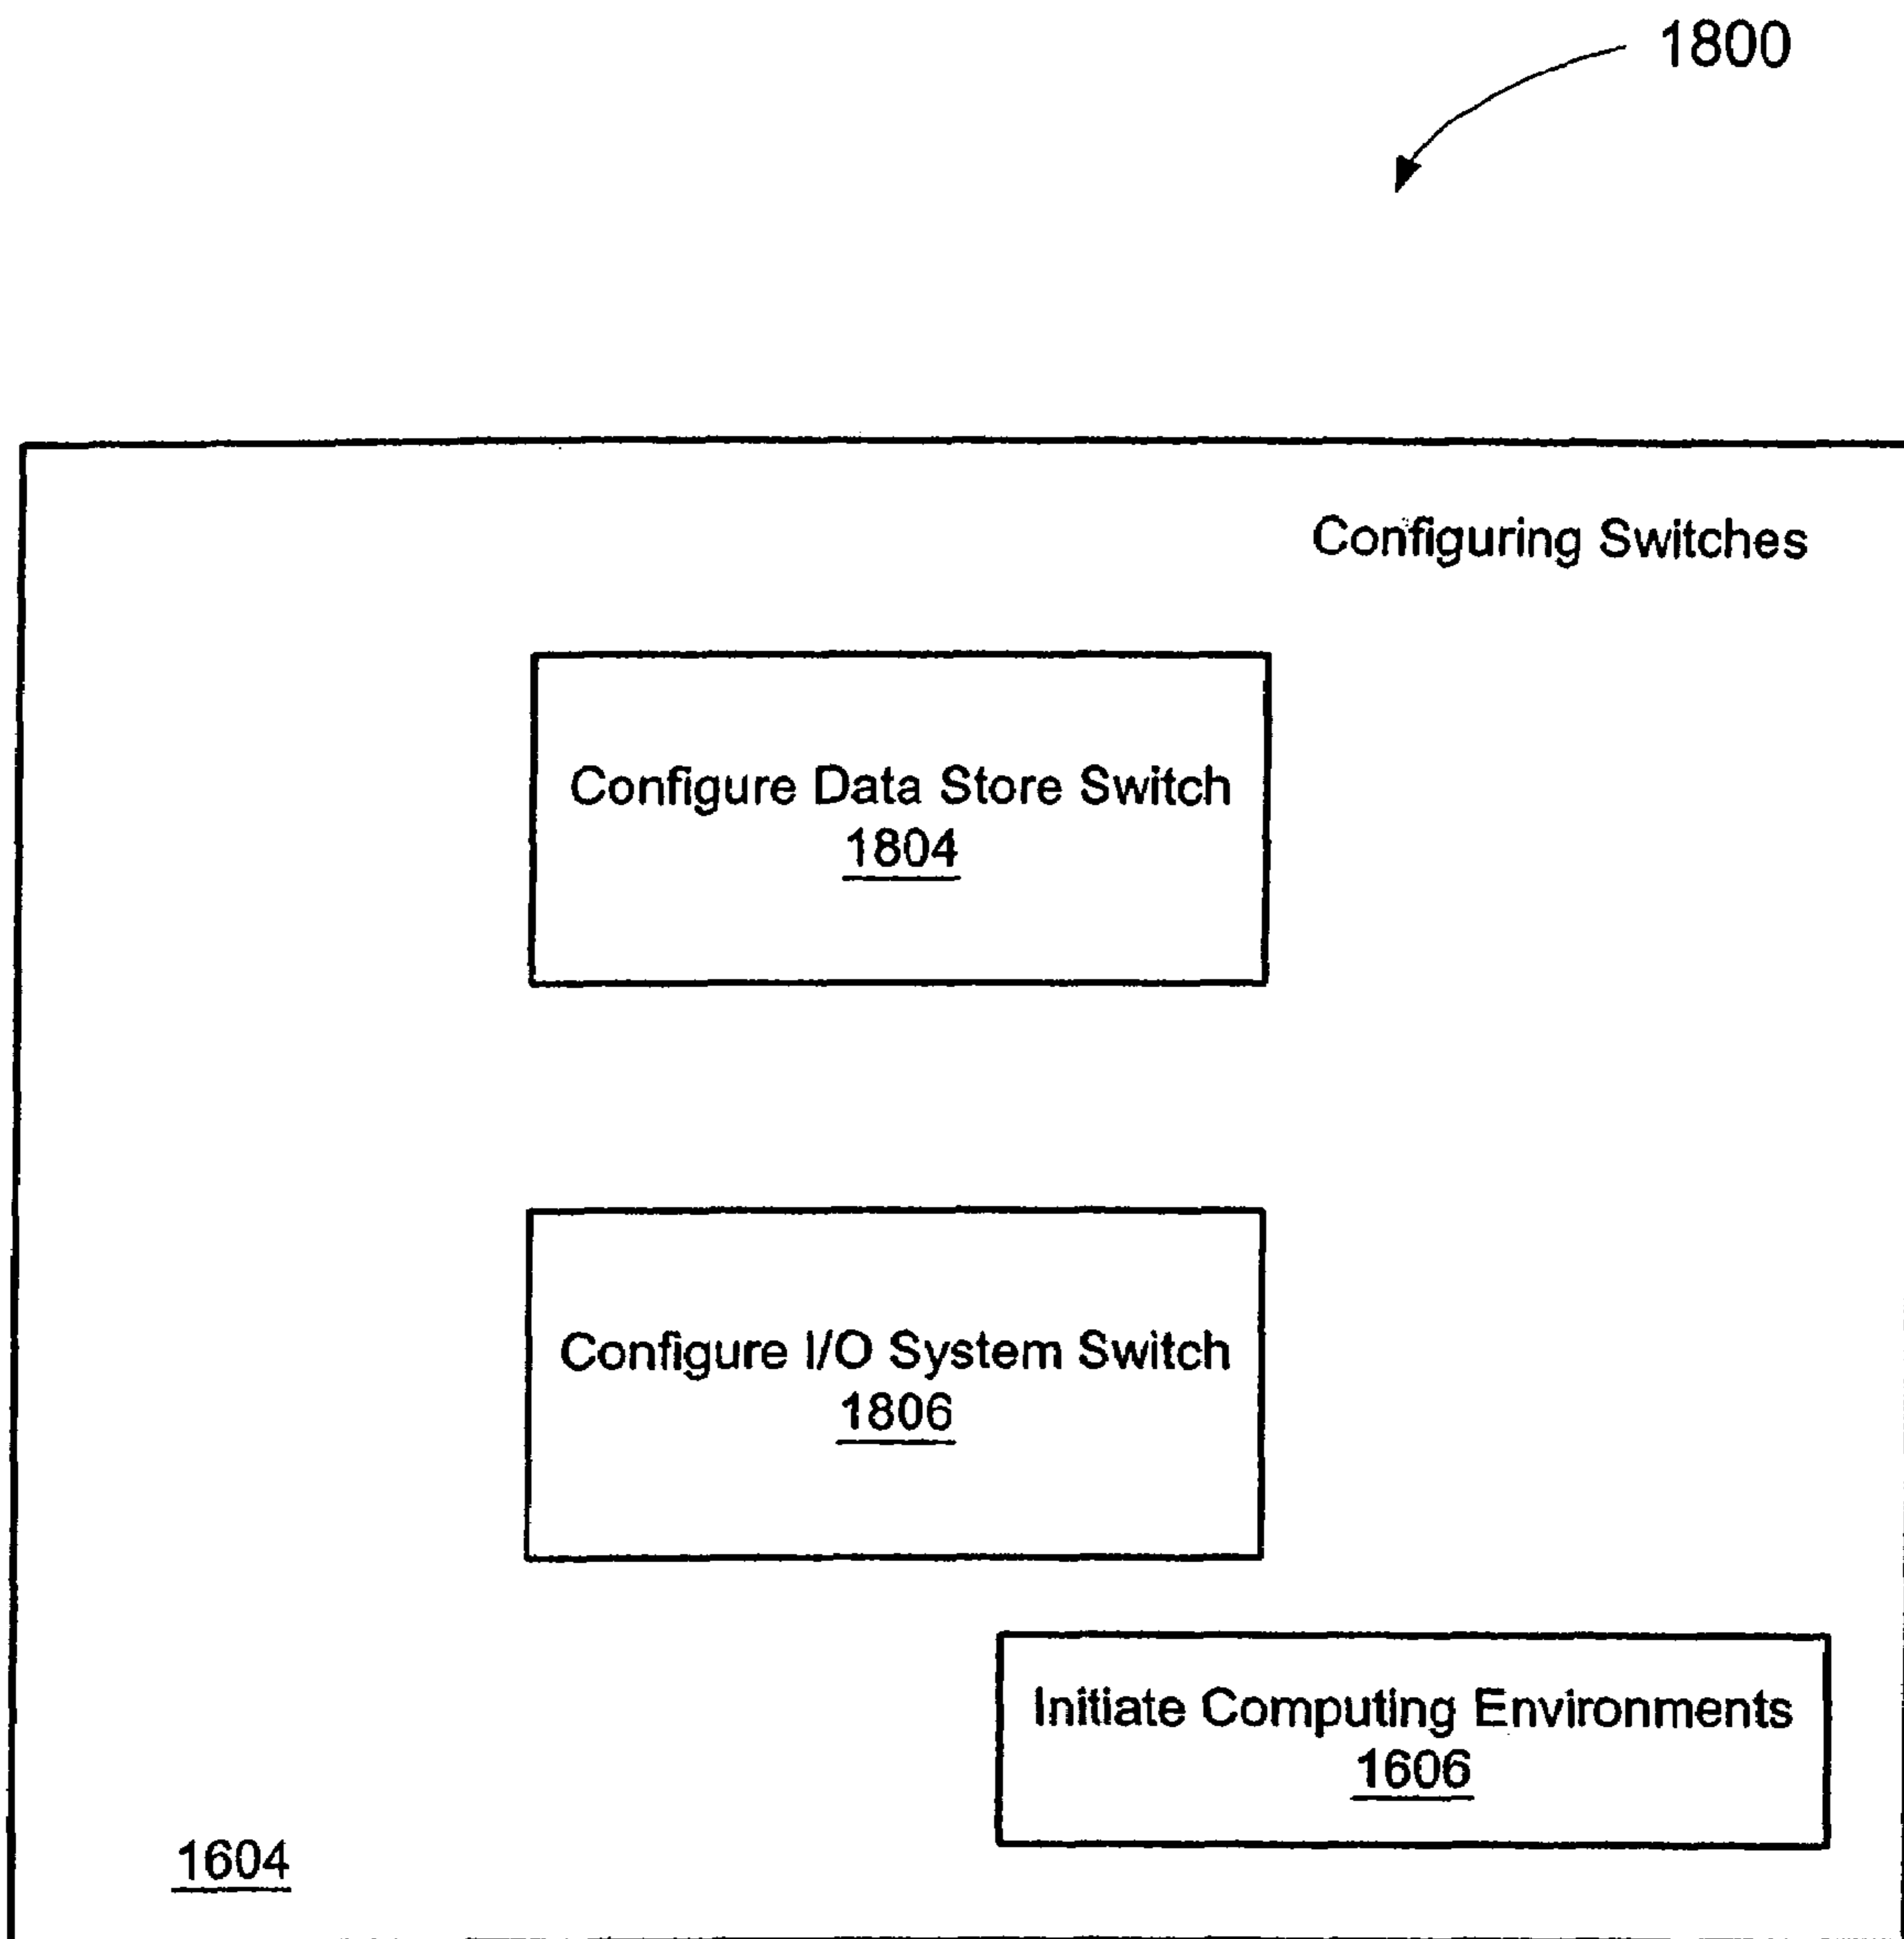 1800
Configuring Switches
Configure Data Store Switch
1804
Configure I/O System Switch
1806
Initiate Computing Environments
1606
1604